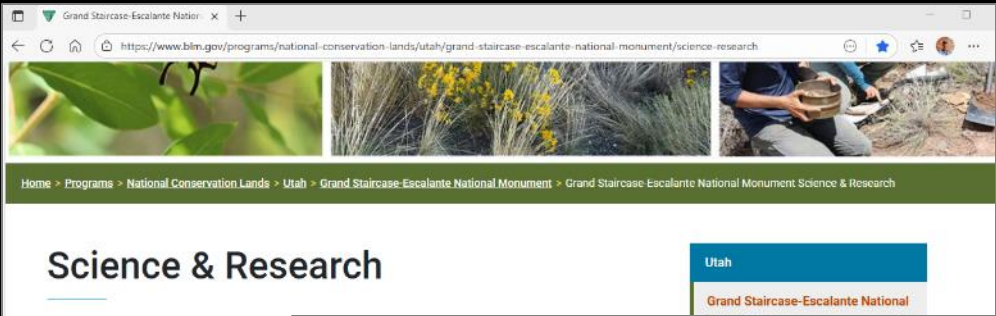 Grand Staircase-Escalante Nation
https://www.blm.gov/programs/national-conservation-lands/utah/grand-staircase-escalante-national-monument/science-research
Home > Programs > National Conservation Lands > Utah > Grand Staircase-Escalante National Monument > Grand Staircase-Escalante National Monument Science & Research
Science & Research
Utah
Grand Staircase-Escalante National